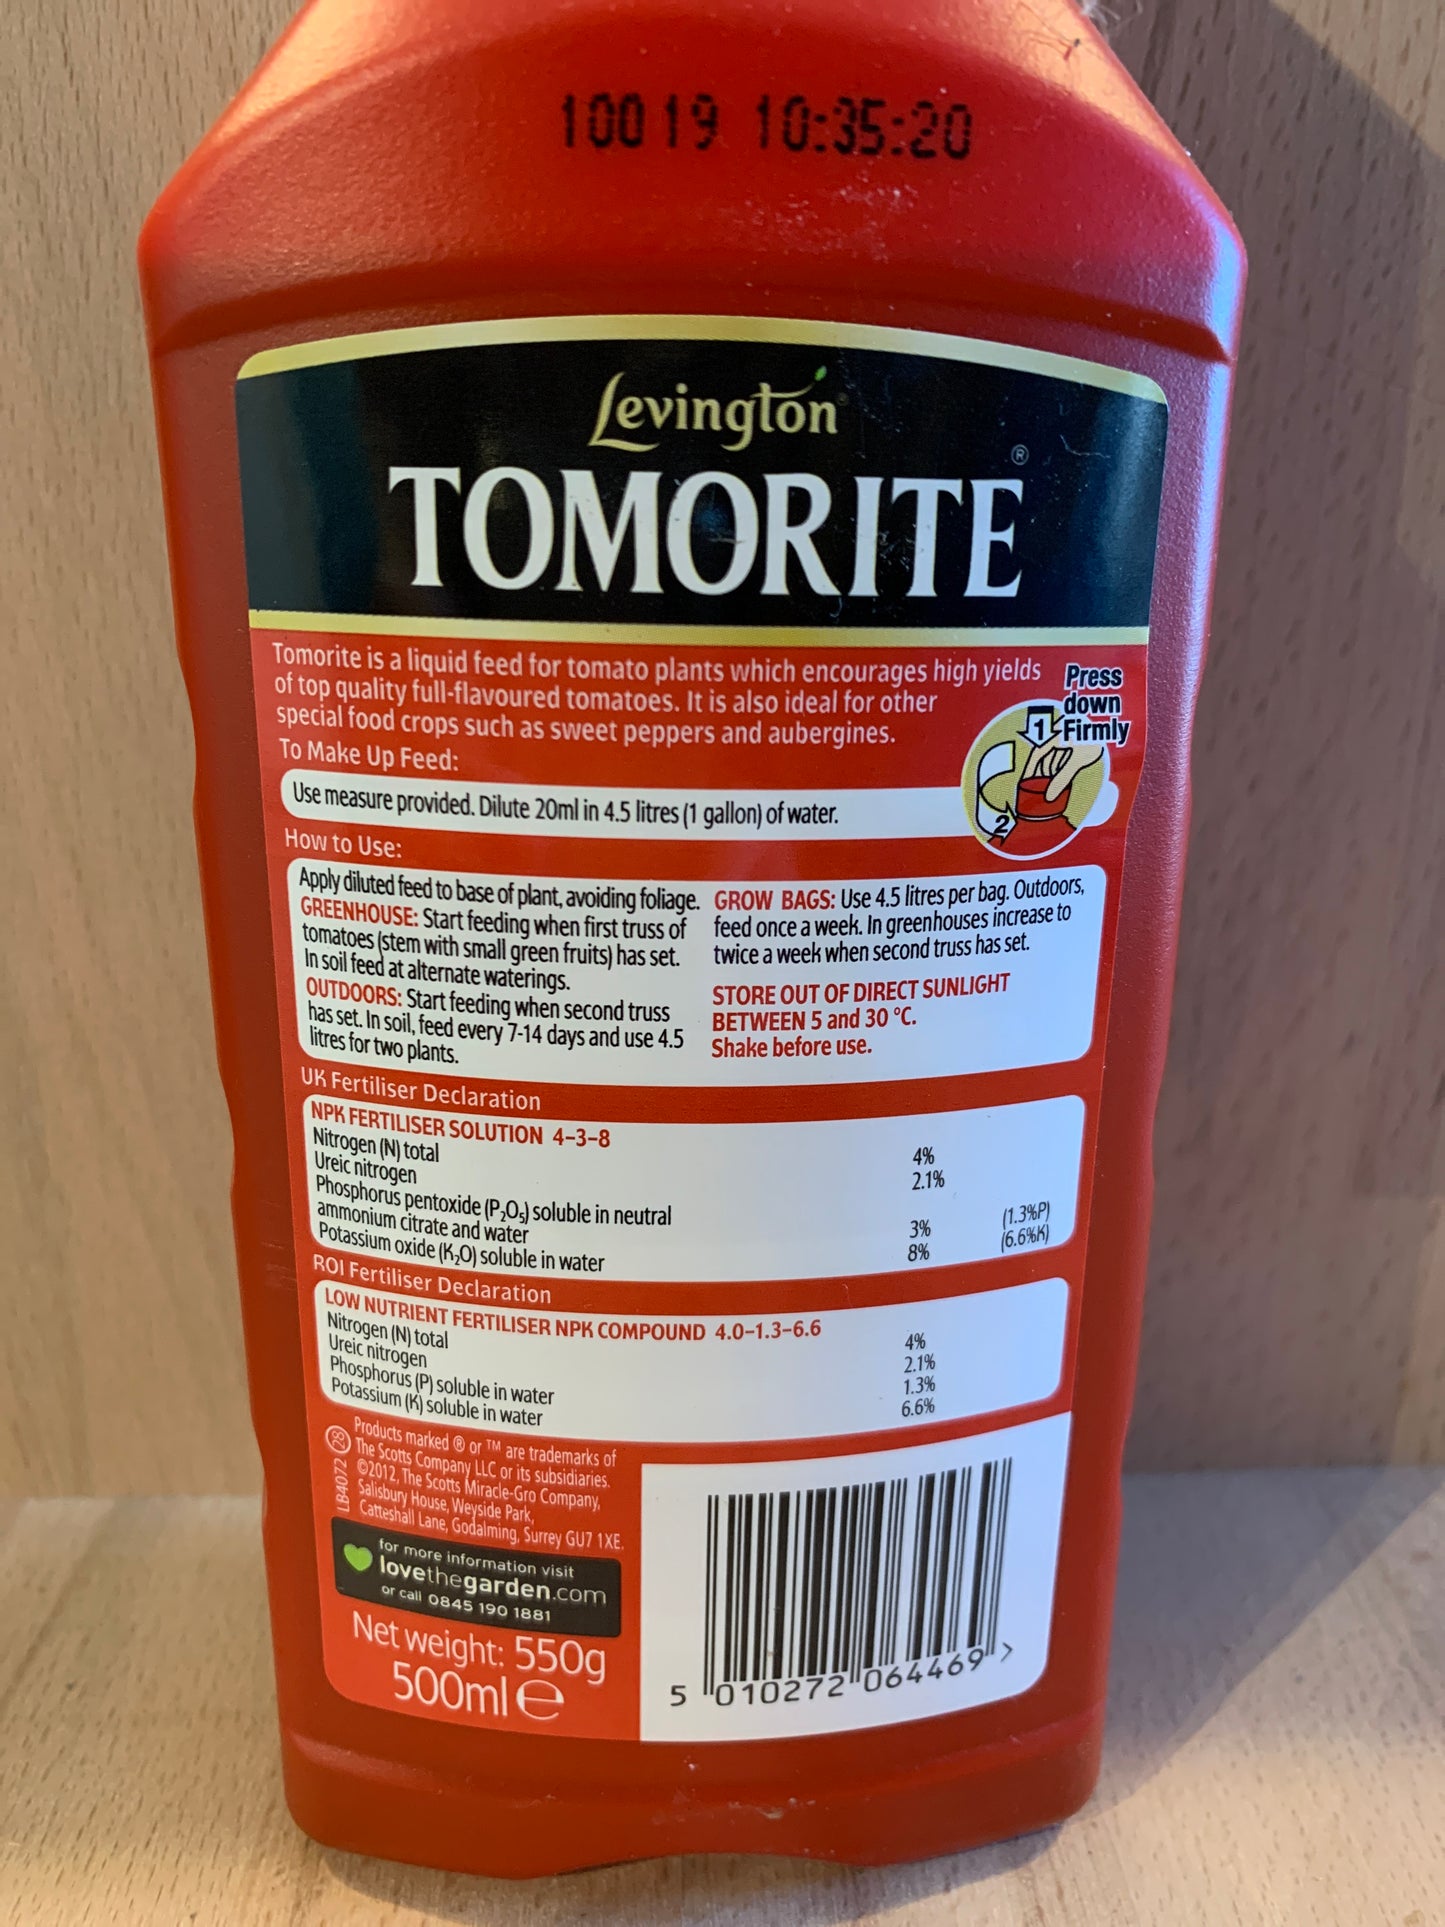 10019 10:35:20
Levington
TOMORITE®
Tomorite is a liquid feed for tomato plants which encourages high yields
of top quality full-flavoured tomatoes. It is also ideal for other
special food crops such as sweet peppers and aubergines.
Press
down
Firmly
1
2
To Make Up Feed:
Use measure provided. Dilute 20ml in 4.5 litres (1 gallon) of water.
How to Use:
Apply diluted feed to base of plant, avoiding foliage.
GREENHOUSE: Start feeding when first truss of
tomatoes (stem with small green fruits) has set.
In soil feed at alternate waterings.
OUTDOORS: Start feeding when second truss
has set. In soil, feed every 7-14 days and use 4.5
litres for two plants.
GROW BAGS: Use 4.5 litres per bag. Outdoors,
feed once a week. In greenhouses increase to
twice a week when second truss has set.
STORE OUT OF DIRECT SUNLIGHT
BETWEEN 5 and 30 °C.
Shake before use.
UK Fertiliser Declaration
NPK FERTILISER SOLUTION 4-3-8
Nitrogen (N) total 4%
Ureic nitrogen 2.1%
Phosphorus pentoxide (P₂O₅) soluble in neutral
ammonium citrate and water 3% (1.3%P)
Potassium oxide (K₂O) soluble in water 8% (6.6%K)
ROI Fertiliser Declaration
LOW NUTRIENT FERTILISER NPK COMPOUND 4.0-1.3-6.6
Nitrogen (N) total 4%
Ureic nitrogen 2.1%
Phosphorus (P) soluble in water 1.3%
Potassium (K) soluble in water 6.6%
LB4072 28
Products marked ® or ™ are trademarks of
The Scotts Company LLC or its subsidiaries.
©2012, The Scotts Miracle-Gro Company,
Salisbury House, Weyside Park,
Catteshall Lane, Godalming, Surrey GU7 1XE.
for more information visit
lovethegarden.com
or call 0845 190 1881
Net weight: 550g
500ml ℮
5 010272 064469 >